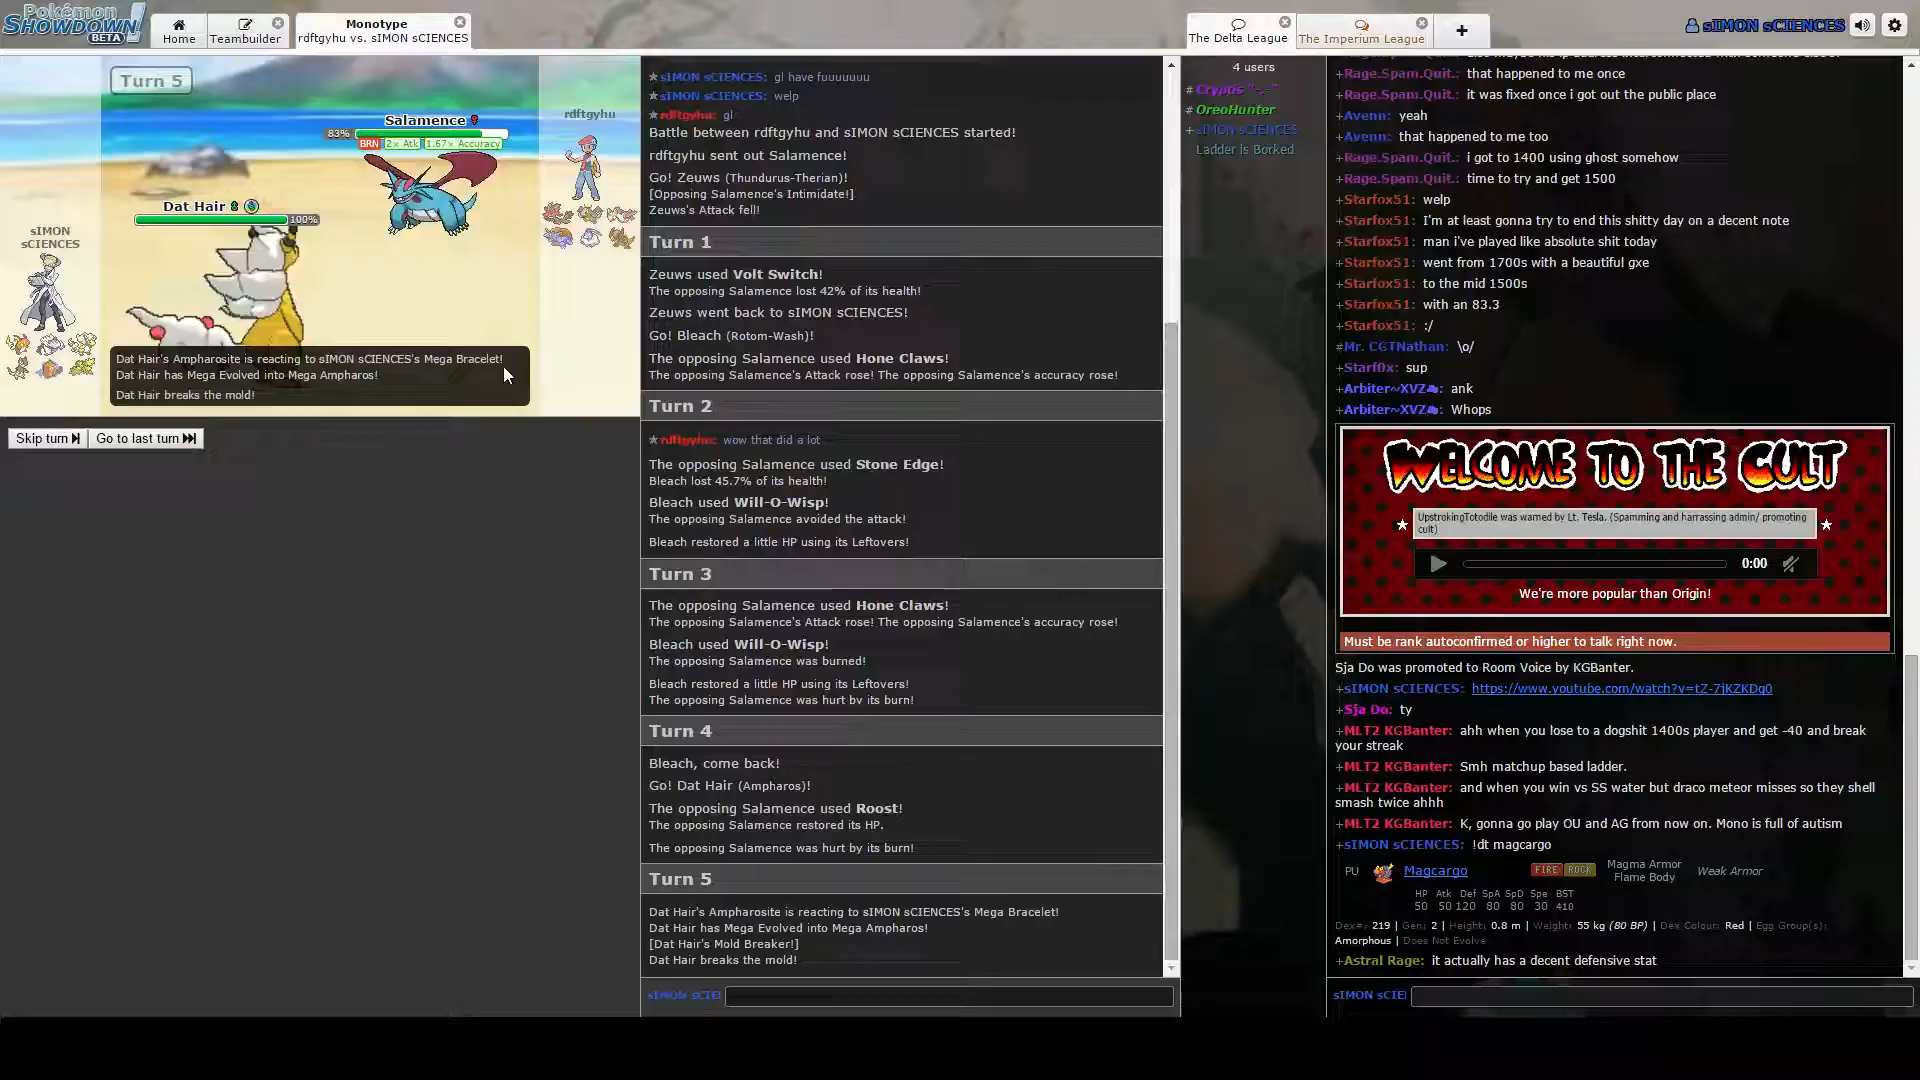 Pokémon
SHOWDOWN!
BETA
Home
Teambuilder
Monotype
rdftgyhu vs. sIMON sCIENCES
The Delta League
The Imperium League
+
sIMON sCIENCES
Turn 5
Salamence
83%
BRN 2× Atk 1.67× Accuracy
Dat Hair
100%
sIMON
sCIENCES
rdftgyhu
Dat Hair's Ampharosite is reacting to sIMON sCIENCES's Mega Bracelet!
Dat Hair has Mega Evolved into Mega Ampharos!
Dat Hair breaks the mold!
Skip turn
Go to last turn
★sIMON sCIENCES: gl have fuuuuuuu
★sIMON sCIENCES: welp
★rdftgyhu: gl
Battle between rdftgyhu and sIMON sCIENCES started!
rdftgyhu sent out Salamence!
Go! Zeuws (Thundurus-Therian)!
[Opposing Salamence's Intimidate!]
Zeuws's Attack fell!
Turn 1
Zeuws used Volt Switch!
The opposing Salamence lost 42% of its health!
Zeuws went back to sIMON sCIENCES!
Go! Bleach (Rotom-Wash)!
The opposing Salamence used Hone Claws!
The opposing Salamence's Attack rose! The opposing Salamence's accuracy rose!
Turn 2
★rdftgyhu: wow that did a lot
The opposing Salamence used Stone Edge!
Bleach lost 45.7% of its health!
Bleach used Will-O-Wisp!
The opposing Salamence avoided the attack!
Bleach restored a little HP using its Leftovers!
Turn 3
The opposing Salamence used Hone Claws!
The opposing Salamence's Attack rose! The opposing Salamence's accuracy rose!
Bleach used Will-O-Wisp!
The opposing Salamence was burned!
Bleach restored a little HP using its Leftovers!
The opposing Salamence was hurt by its burn!
Turn 4
Bleach, come back!
Go! Dat Hair (Ampharos)!
The opposing Salamence used Roost!
The opposing Salamence restored its HP.
The opposing Salamence was hurt by its burn!
Turn 5
Dat Hair's Ampharosite is reacting to sIMON sCIENCES's Mega Bracelet!
Dat Hair has Mega Evolved into Mega Ampharos!
[Dat Hair's Mold Breaker!]
Dat Hair breaks the mold!
sIMON sCIE
4 users
#Cryptis "-.-"
#OreoHunter
+sIMON sCIENCES
Ladder is Borked
+Rage.Spam.Quit.: that happened to me once
+Rage.Spam.Quit.: it was fixed once i got out the public place
+Avenn: yeah
+Avenn: that happened to me too
+Rage.Spam.Quit.: i got to 1400 using ghost somehow
+Rage.Spam.Quit.: time to try and get 1500
+Starfox51: welp
+Starfox51: I'm at least gonna try to end this shitty day on a decent note
+Starfox51: man i've played like absolute shit today
+Starfox51: went from 1700s with a beautiful gxe
+Starfox51: to the mid 1500s
+Starfox51: with an 83.3
+Starfox51: :/
#Mr. CGTNathan: \o/
+Starf0x: sup
+Arbiter~XVZ: ank
+Arbiter~XVZ: Whops
WELCOME TO THE CULT
★ UpstrokingTotodile was warned by Lt. Tesla. (Spamming and harrassing admin/ promoting cult) ★
0:00
We're more popular than Origin!
Must be rank autoconfirmed or higher to talk right now.
Sja Do was promoted to Room Voice by KGBanter.
+sIMON sCIENCES: https://www.youtube.com/watch?v=tZ-7jKZKDg0
+Sja Do: ty
+MLT2 KGBanter: ahh when you lose to a dogshit 1400s player and get -40 and break
your streak
+MLT2 KGBanter: Smh matchup based ladder.
+MLT2 KGBanter: and when you win vs SS water but draco meteor misses so they shell
smash twice ahhh
+MLT2 KGBanter: K, gonna go play OU and AG from now on. Mono is full of autism
+sIMON sCIENCES: !dt magcargo
PU Magcargo FIRE ROCK Magma Armor Flame Body Weak Armor
HP Atk Def SpA SpD Spe BST
50 50 120 80 80 30 410
Dex#: 219 | Gen: 2 | Height: 0.8 m | Weight: 55 kg (80 BP) | Dex Colour: Red | Egg Group(s):
Amorphous | Does Not Evolve
+Astral Rage: it actually has a decent defensive stat
sIMON sCIE